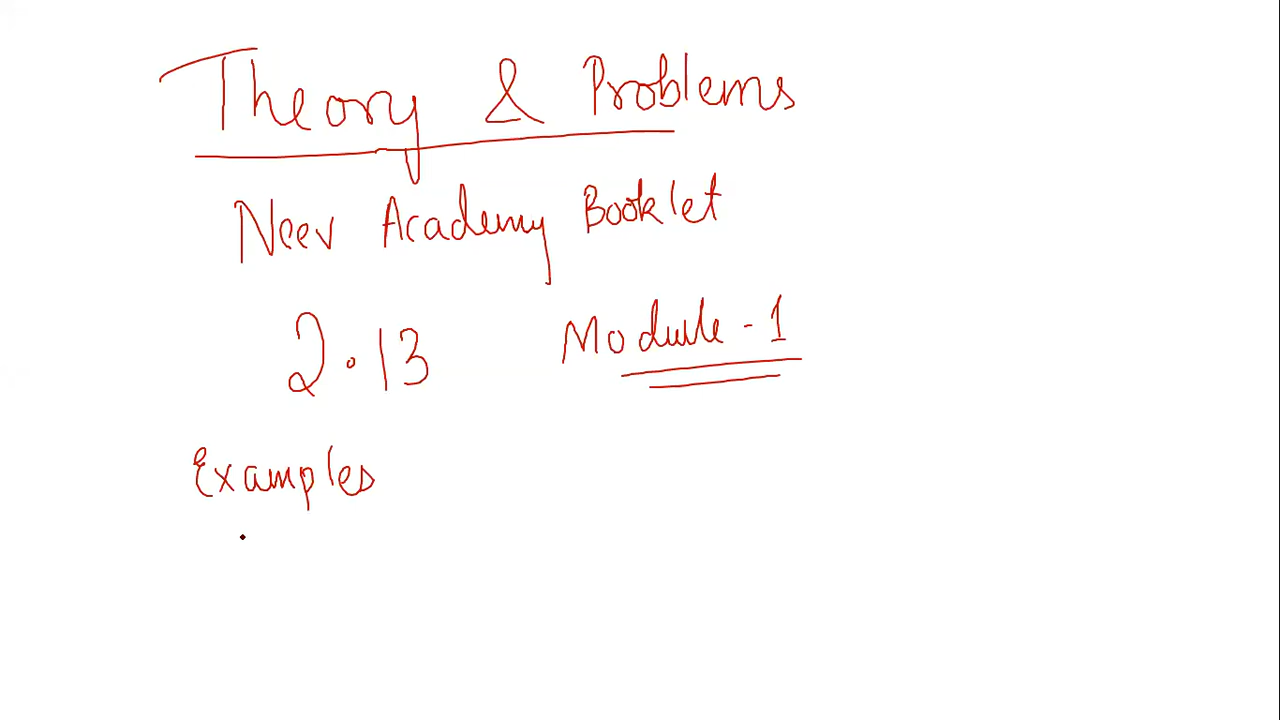 Theory & Problems
Neev Academy Booklet
2.13 Module - 1
Examples